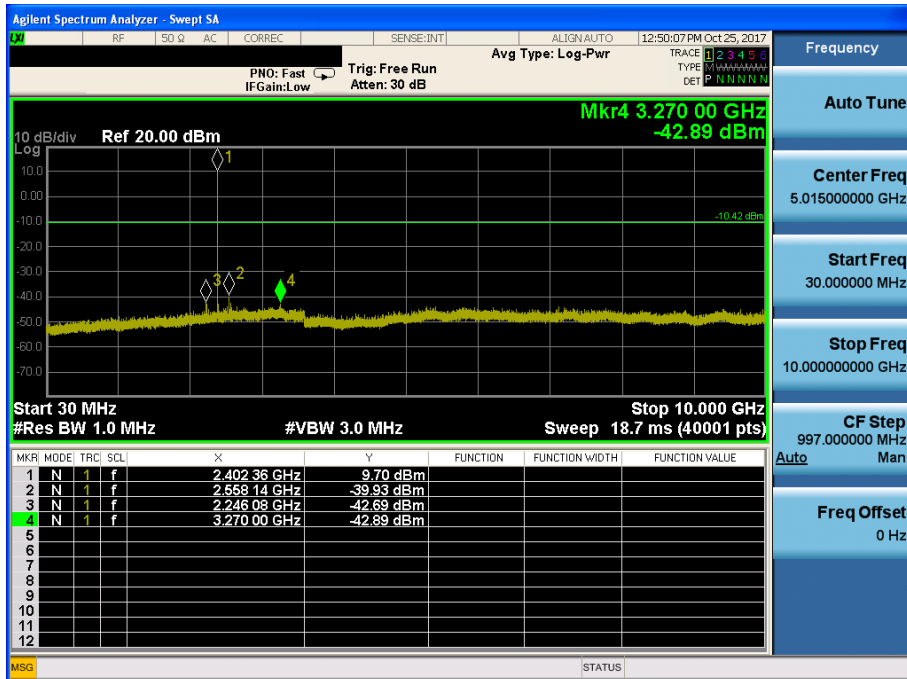 Agilent Spectrum Analyzer - Swept SA
LXI RF 50 Ω AC CORREC SENSE:INT ALIGN AUTO 12:50:07 PM Oct 25, 2017
Avg Type: Log-Pwr TRACE 1 2 3 4 5 6
PNO: Fast Trig: Free Run TYPE M WWWWW
IFGain:Low Atten: 30 dB DET P N N N N N
Mkr4 3.270 00 GHz
10 dB/div Ref 20.00 dBm -42.89 dBm
Log
1
10.0
0.00
-10.0
-10.42 dBm
-20.0
-30.0
3 2 4
-40.0
-50.0
-60.0
-70.0
Start 30 MHz Stop 10.000 GHz
#Res BW 1.0 MHz #VBW 3.0 MHz Sweep 18.7 ms (40001 pts)
MKR MODE TRC SCL X Y FUNCTION FUNCTION WIDTH FUNCTION VALUE
1 N 1 f 2.402 36 GHz 9.70 dBm
2 N 1 f 2.558 14 GHz -39.93 dBm
3 N 1 f 2.246 08 GHz -42.69 dBm
4 N 1 f 3.270 00 GHz -42.89 dBm
5
6
7
8
9
10
11
12
MSG STATUS
Frequency
Auto Tune
Center Freq
5.015000000 GHz
Start Freq
30.000000 MHz
Stop Freq
10.000000000 GHz
CF Step
997.000000 MHz
Auto Man
Freq Offset
0 Hz